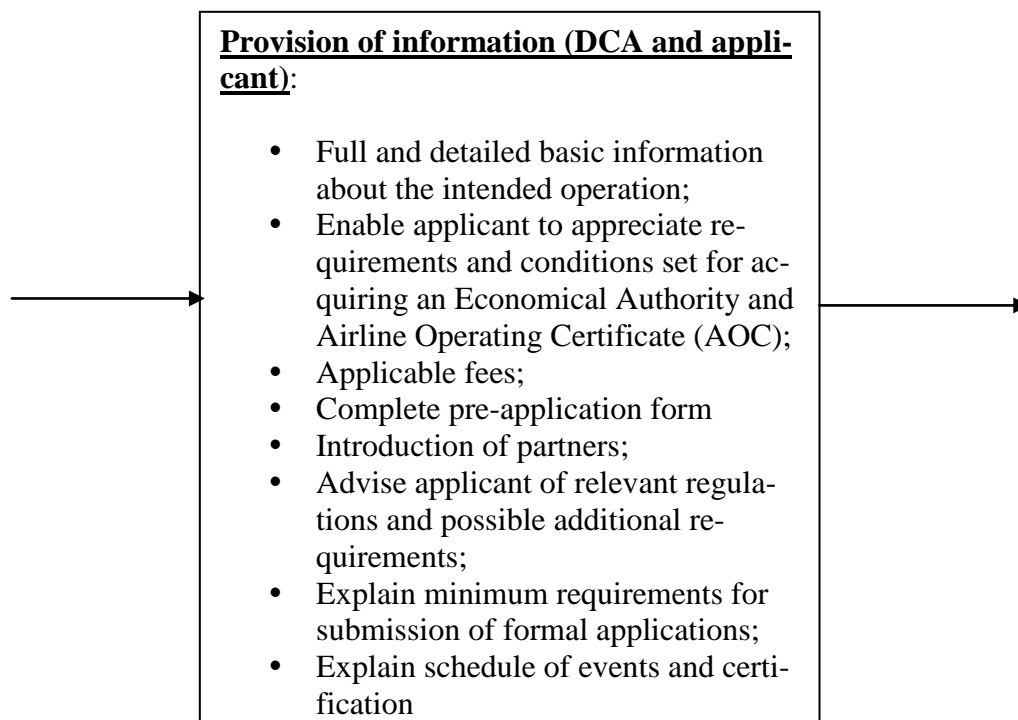 Provision of information (DCA and appli-
cant):
• Full and detailed basic information
about the intended operation;
• Enable applicant to appreciate re-
quirements and conditions set for ac-
quiring an Economical Authority and
Airline Operating Certificate (AOC);
• Applicable fees;
• Complete pre-application form
• Introduction of partners;
• Advise applicant of relevant regula-
tions and possible additional re-
quirements;
• Explain minimum requirements for
submission of formal applications;
• Explain schedule of events and certi-
fication